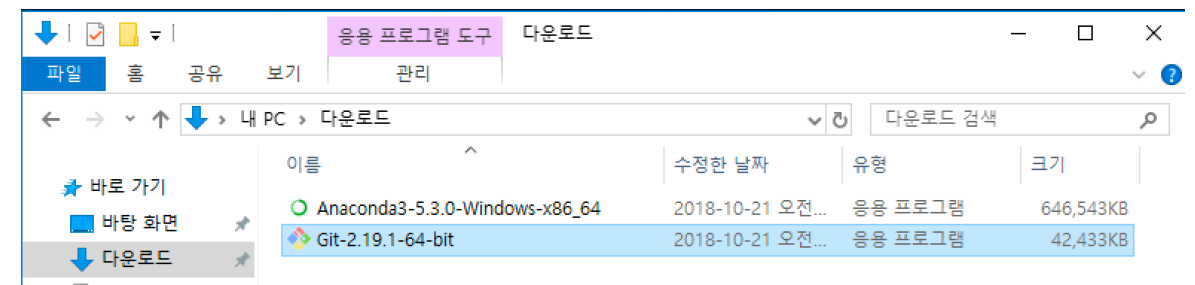 응용 프로그램 도구 다운로드
파일 홈 공유 보기 관리
내 PC 다운로드 다운로드 검색
이름 수정한 날짜 유형 크기
바로 가기
바탕 화면
다운로드
Anaconda3-5.3.0-Windows-x86_64 2018-10-21 오전... 응용 프로그램 646,543KB
Git-2.19.1-64-bit 2018-10-21 오전... 응용 프로그램 42,433KB